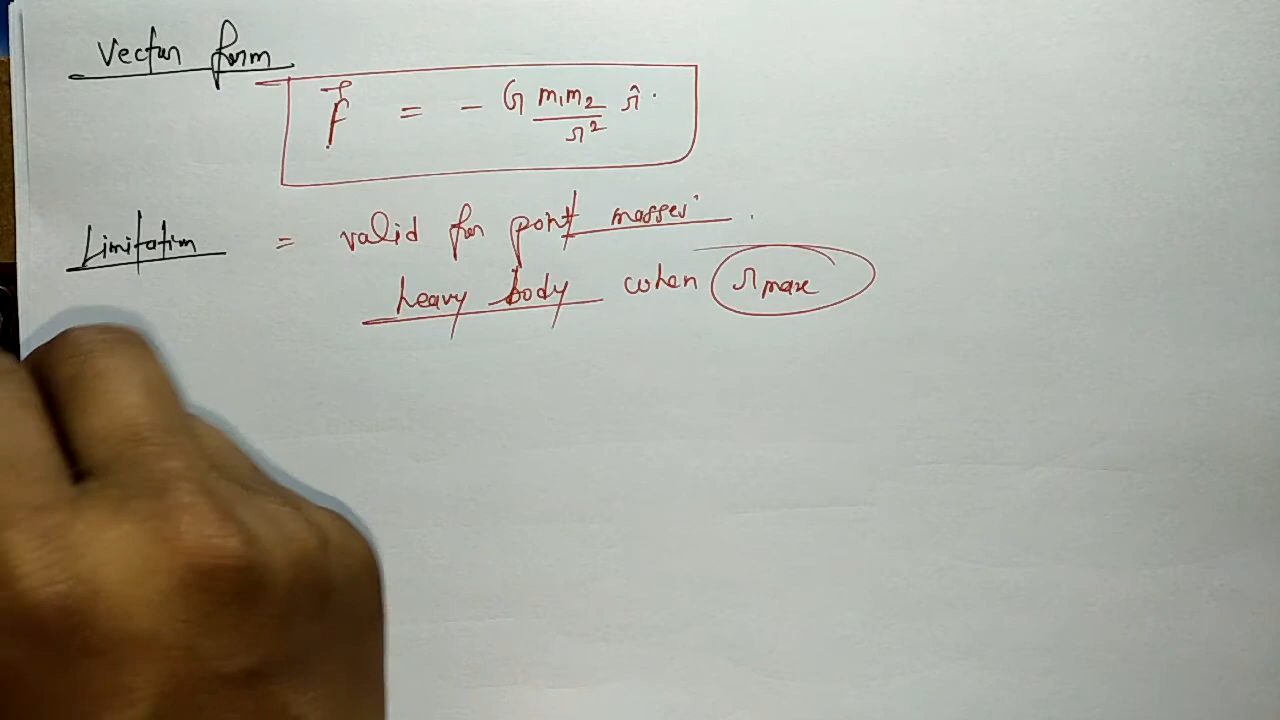 Vector form
F⃗ = - G m₁m₂/r² r̂.
Limitation = valid for point masses.
heavy body when r max